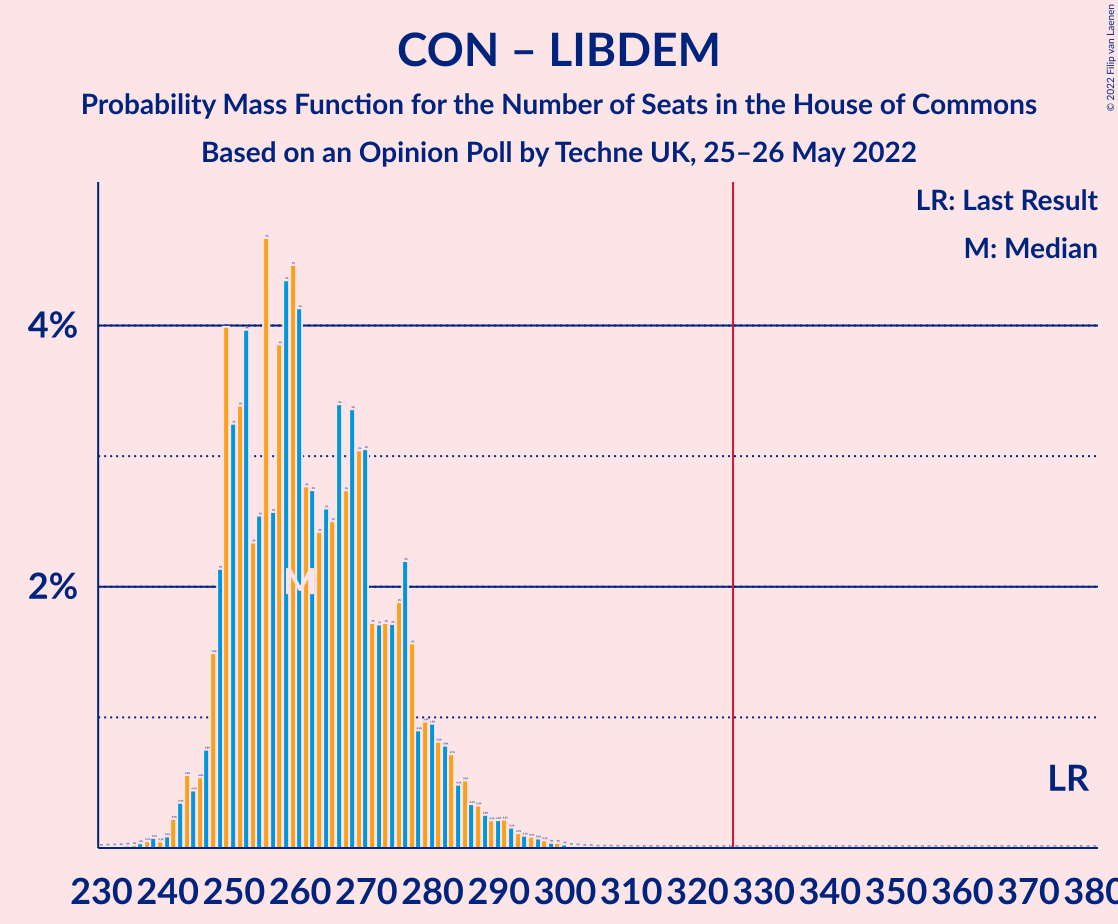 CON – LIBDEM
Probability Mass Function for the Number of Seats in the House of Commons
Based on an Opinion Poll by Techne UK, 25–26 May 2022
© 2022 Filip van Laenen
LR: Last Result
M: Median
4%
2%
M
LR
230 240 250 260 270 280 290 300 310 320 330 340 350 360 370 380